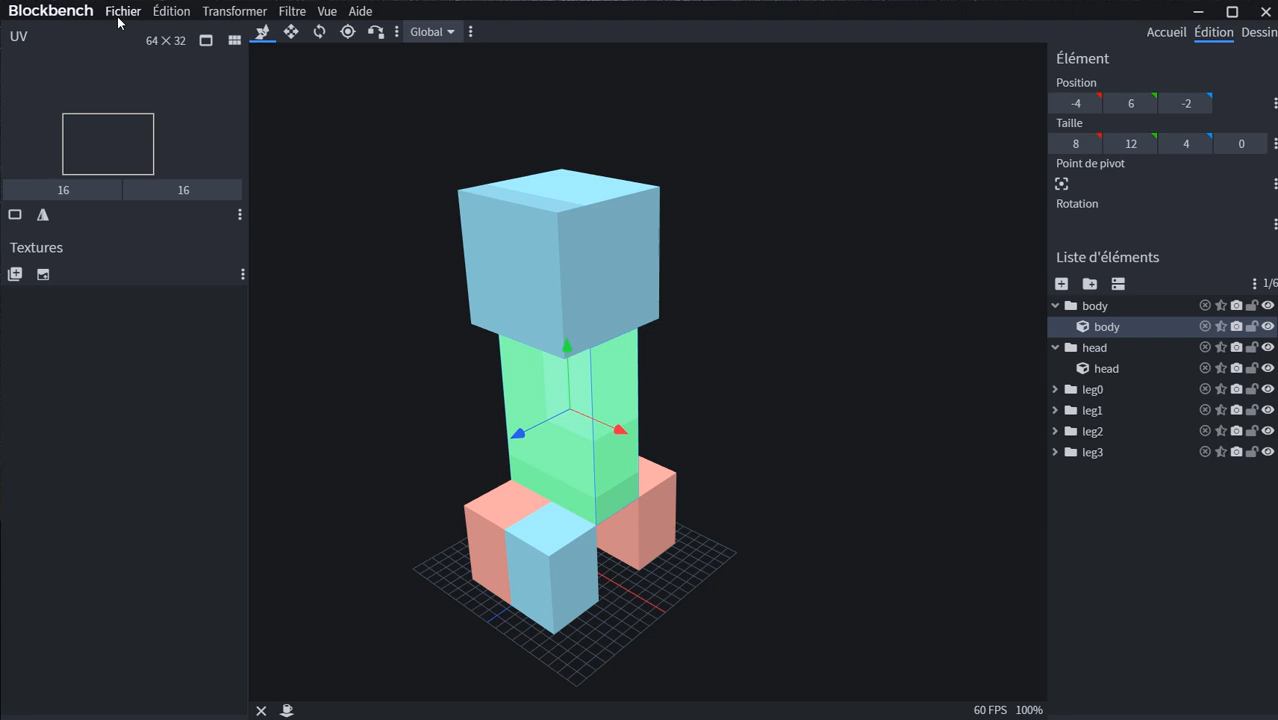 Blockbench Fichier Édition Transformer Filtre Vue Aide
UV 64 × 32 Global Accueil Édition Dessin
Élément
Position
-4 6 -2
Taille
8 12 4 0
Point de pivot
16 16
Rotation
Textures
Liste d'éléments
1/6
body
body
head
head
leg0
leg1
leg2
leg3
60 FPS 100%